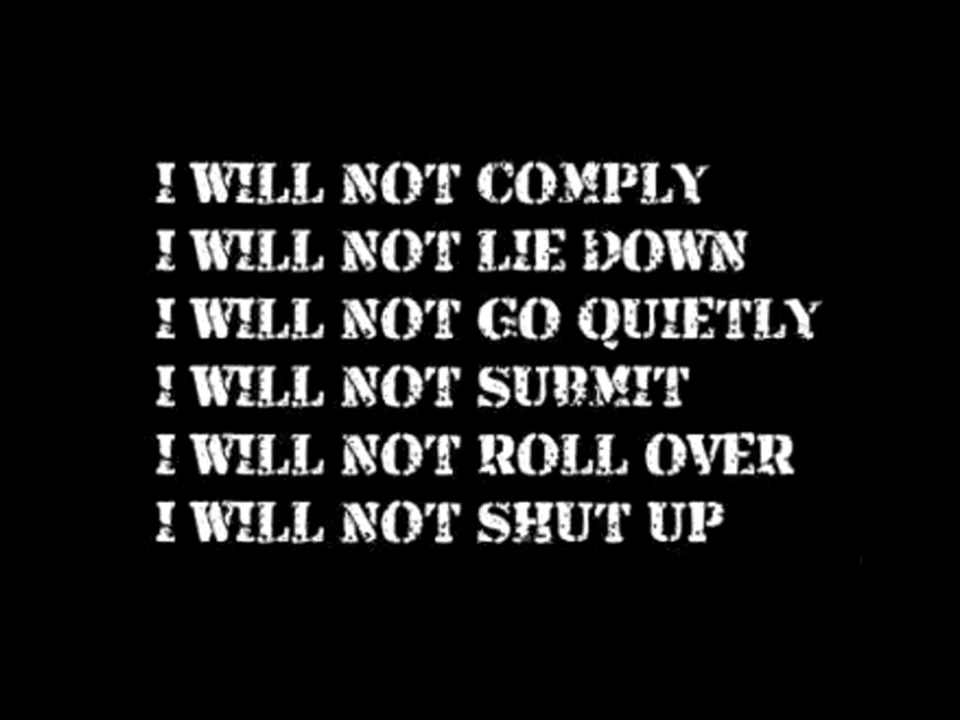 I WILL NOT COMPLY
I WILL NOT LIE DOWN
I WILL NOT GO QUIETLY
I WILL NOT SUBMIT
I WILL NOT ROLL OVER
I WILL NOT SHUT UP